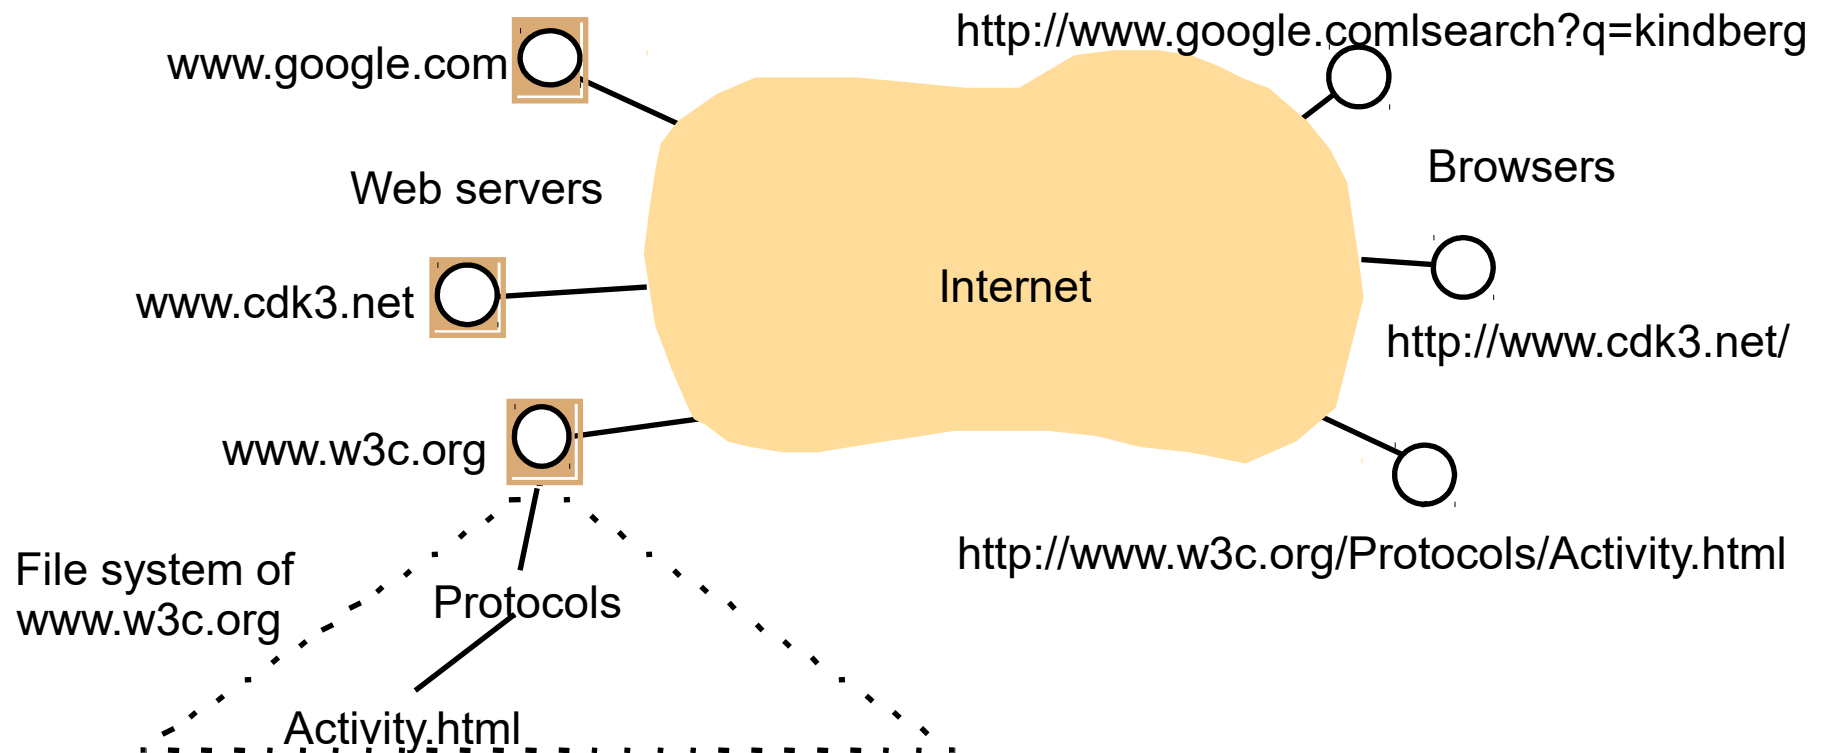 http://www.google.comlsearch?q=kindberg
www.google.com
Browsers
Web servers
Internet
www.cdk3.net
http://www.cdk3.net/
www.w3c.org
http://www.w3c.org/Protocols/Activity.html
File system of
www.w3c.org
Protocols
Activity.html